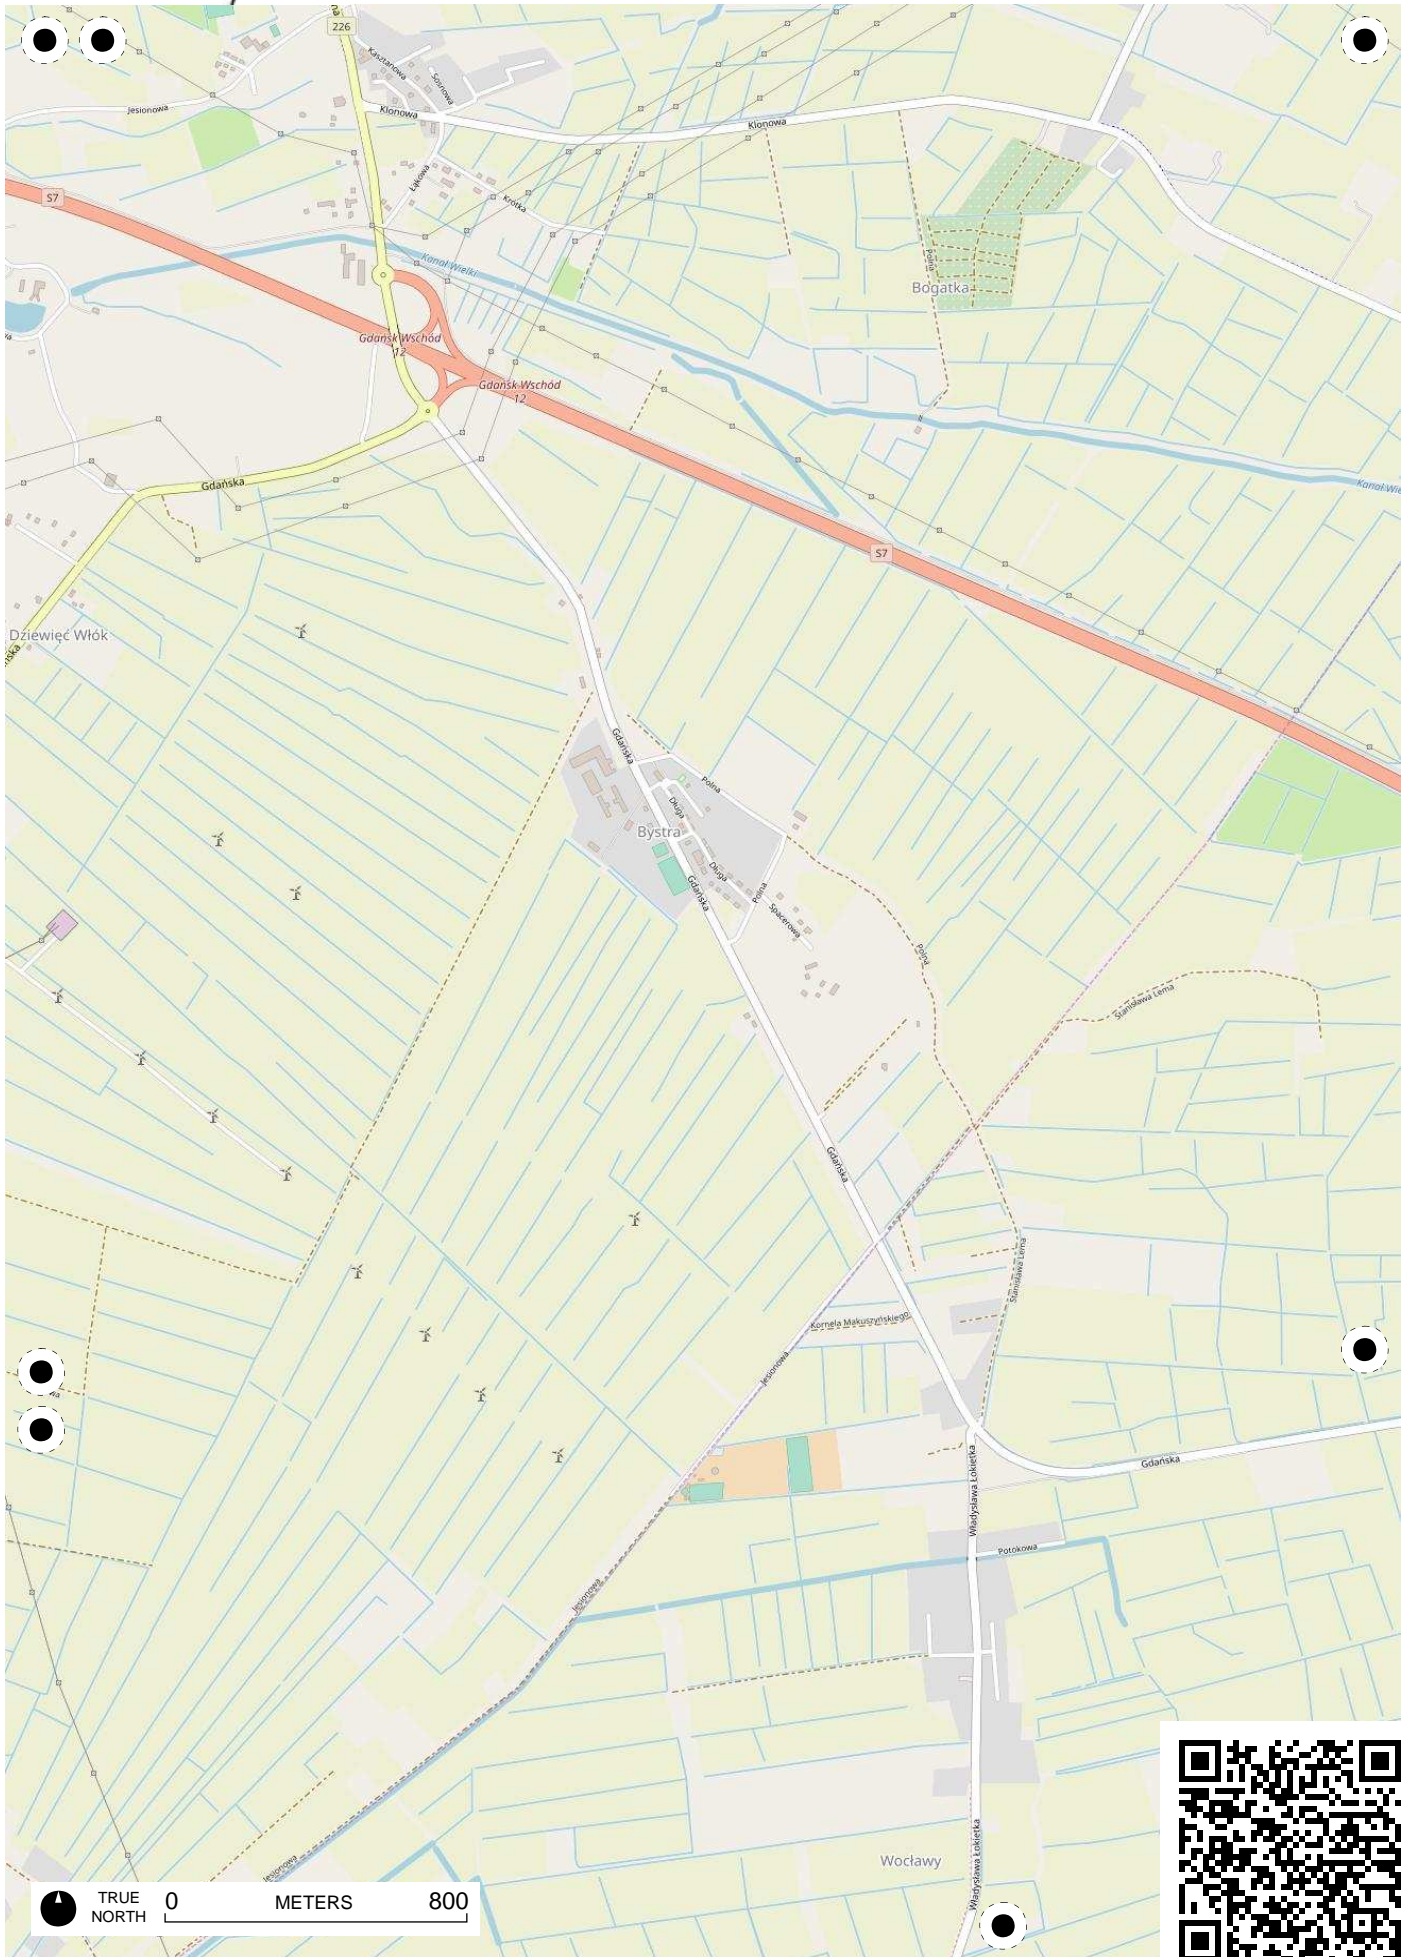 226
Kasztanowa
Sosnowa
Jesionowa
Klonowa
Klonowa
Łąkowa
Krótka
S7
Kanał Wielki
Polna
Bogatka
Gdańsk Wschód
12
Gdańsk Wschód
12
Gdańska
S7
Dziewięć Włók
Gdańska
Polna
Długa
Bystra
Długa
Gdańska
Polna
Spacerowa
Polna
Stanisława Lema
Gdańska
Stanisława Lema
Kornela Makuszyńskiego
Jesionowa
Władysława Łokietka
Gdańska
Potokowa
Jesionowa
Wocławy
Władysława Łokietka
Jesionowa
TRUE
NORTH
0 METERS 800